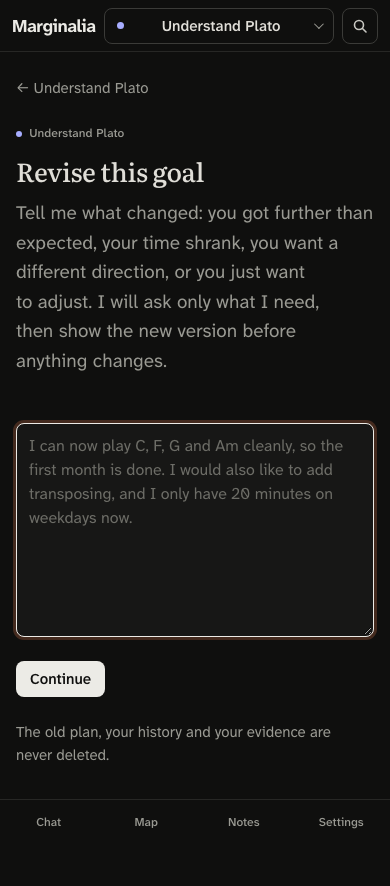 Marginalia
Understand Plato
← Understand Plato
Understand Plato
Revise this goal
Tell me what changed: you got further than
expected, your time shrank, you want a
different direction, or you just want
to adjust. I will ask only what I need,
then show the new version before
anything changes.
I can now play C, F, G and Am cleanly, so the
first month is done. I would also like to add
transposing, and I only have 20 minutes on
weekdays now.
Continue
The old plan, your history and your evidence are
never deleted.
Chat
Map
Notes
Settings